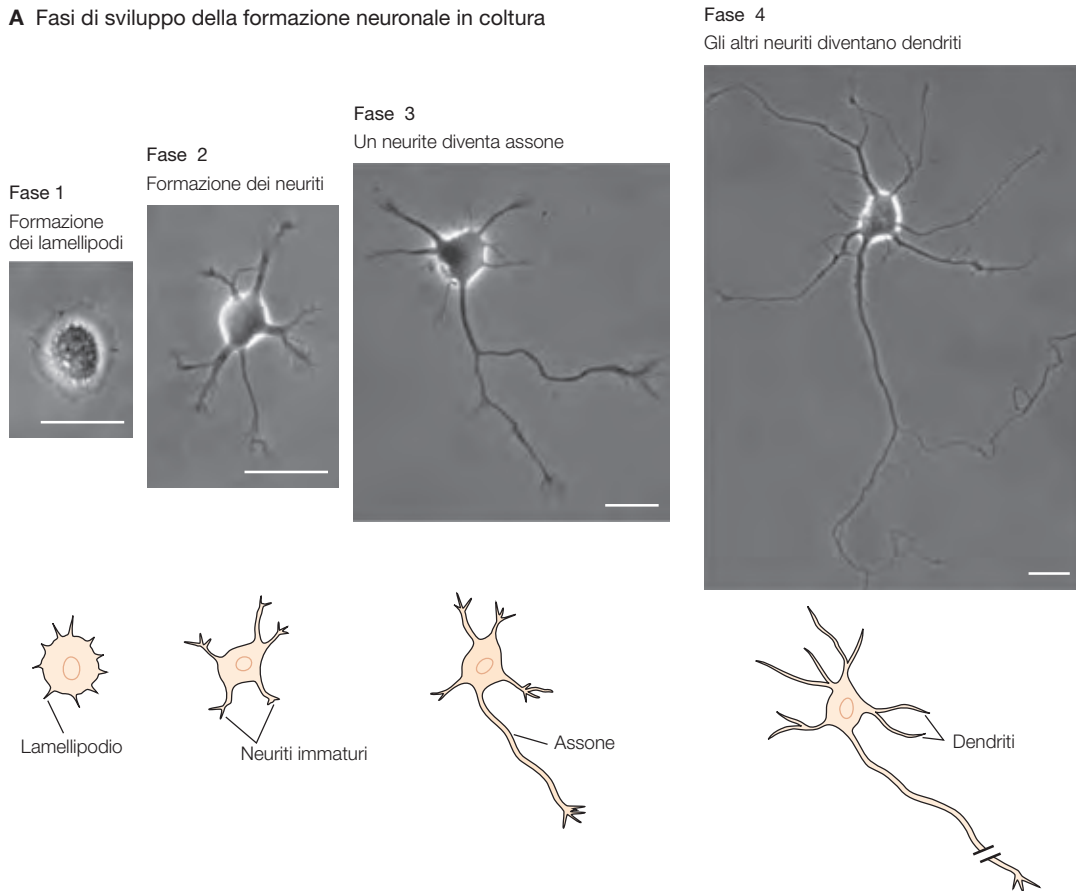 A Fasi di sviluppo della formazione neuronale in coltura
Fase 1
Formazione
dei lamellipodi
Fase 2
Formazione dei neuriti
Fase 3
Un neurite diventa assone
Fase 4
Gli altri neuriti diventano dendriti
Lamellipodio
Neuriti immaturi
Assone
Dendriti